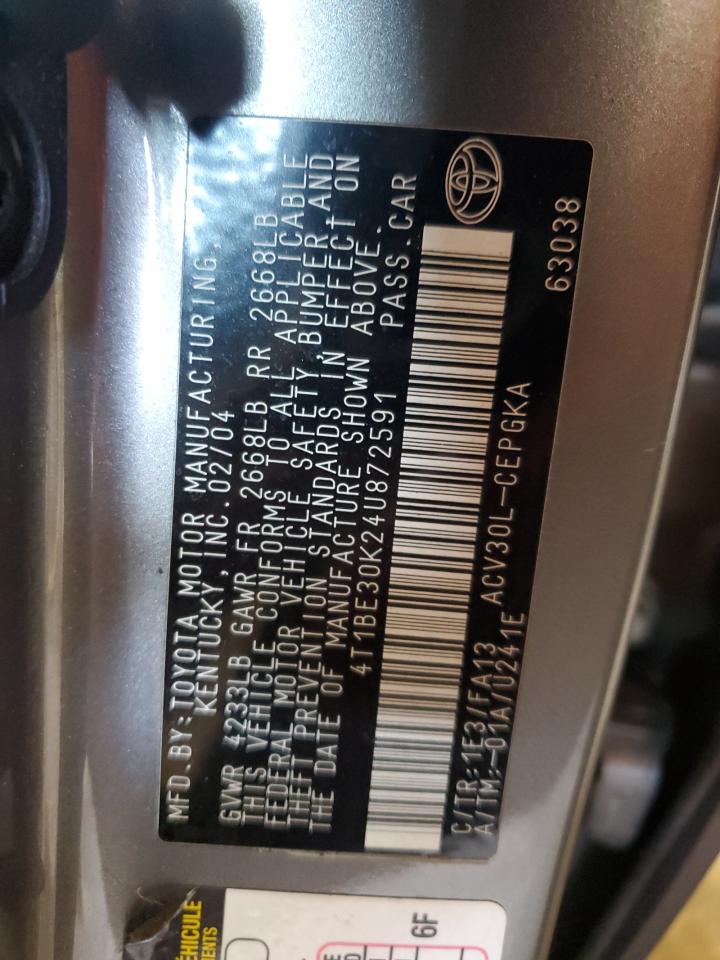 MFD.BY:TOYOTA MOTOR MANUFACTURING,
KENTUCKY,INC.02/04
GVWR 4233LB GAWR FR 2668LB RR 2668LB
THIS VEHICLE CONFORMS TO ALL APPLICABLE
FEDERAL MOTOR VEHICLE SAFETY, BUMPER,AND
THEFT PREVENTION STANDARDS IN EFFECT ON
THE DATE OF MANUFACTURE SHOWN ABOVE.
4T1BE30K24U872591 PASS.CAR
C/TR:1E3/FA13 ACV30L-CEPGKA
A/TM:-01A/U241E
63038
6F